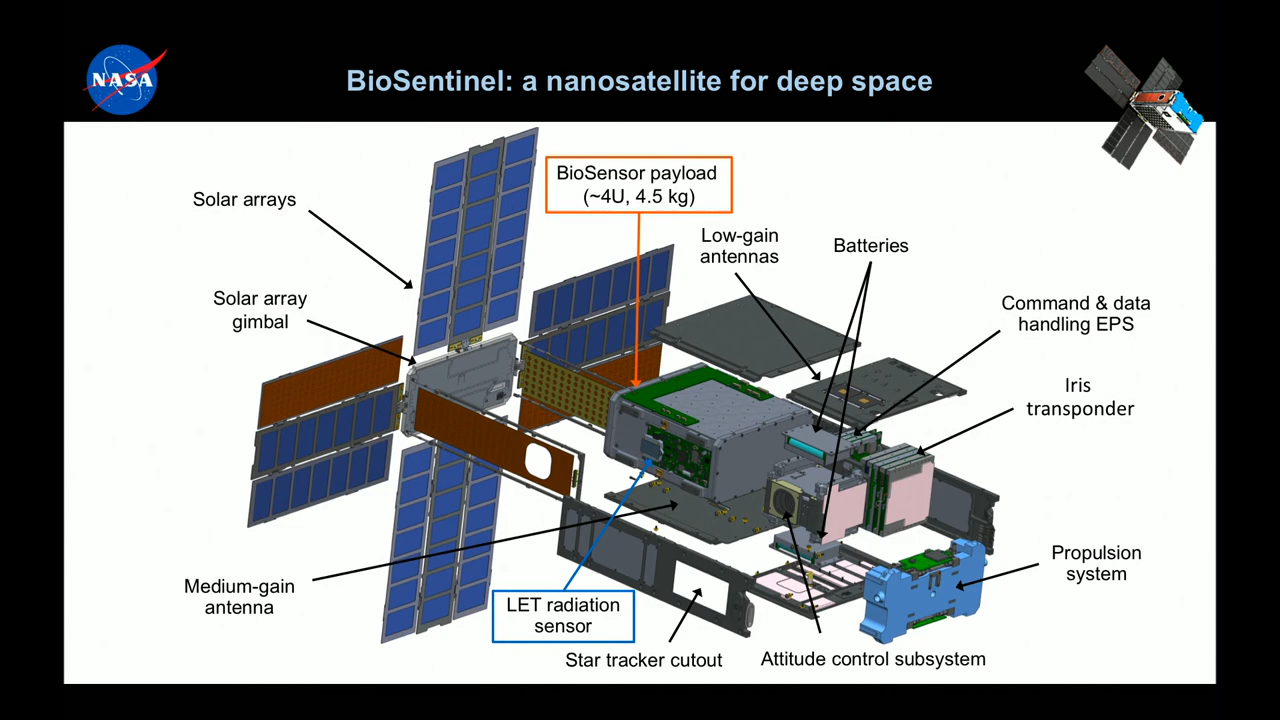 NASA
BioSentinel: a nanosatellite for deep space
BioSensor payload
(~4U, 4.5 kg)
Solar arrays
Low-gain
antennas
Batteries
Solar array
gimbal
Command & data
handling EPS
Iris
transponder
Propulsion
system
Medium-gain
antenna
LET radiation
sensor
Star tracker cutout
Attitude control subsystem